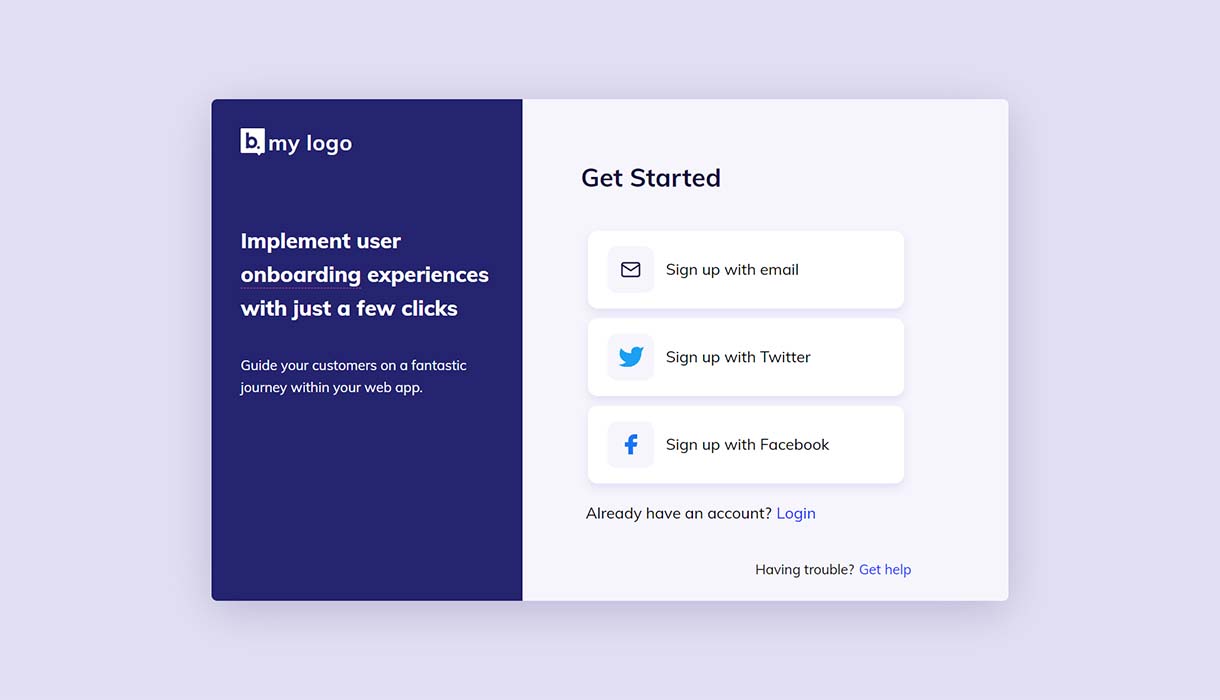 b. my logo
Implement user
onboarding experiences
with just a few clicks
Guide your customers on a fantastic
journey within your web app.
Get Started
Sign up with email
Sign up with Twitter
Sign up with Facebook
Already have an account? Login
Having trouble? Get help